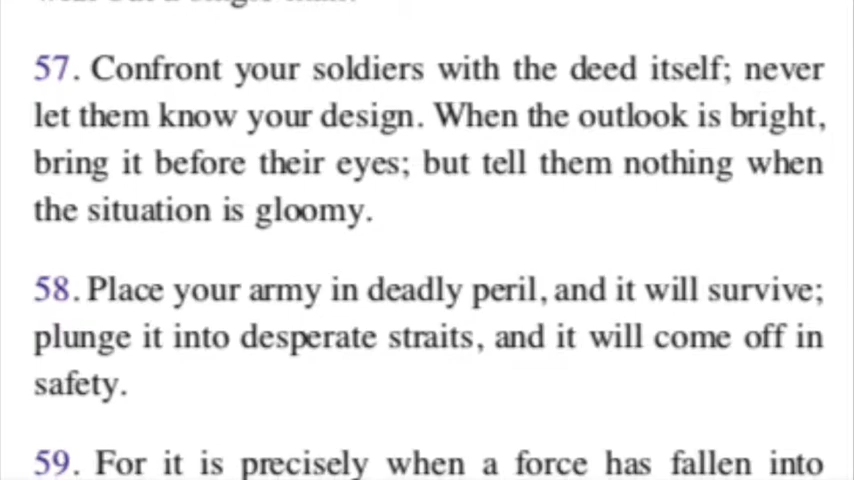 57. Confront your soldiers with the deed itself; never
let them know your design. When the outlook is bright,
bring it before their eyes; but tell them nothing when
the situation is gloomy.
58. Place your army in deadly peril, and it will survive;
plunge it into desperate straits, and it will come off in
safety.
59. For it is precisely when a force has fallen into